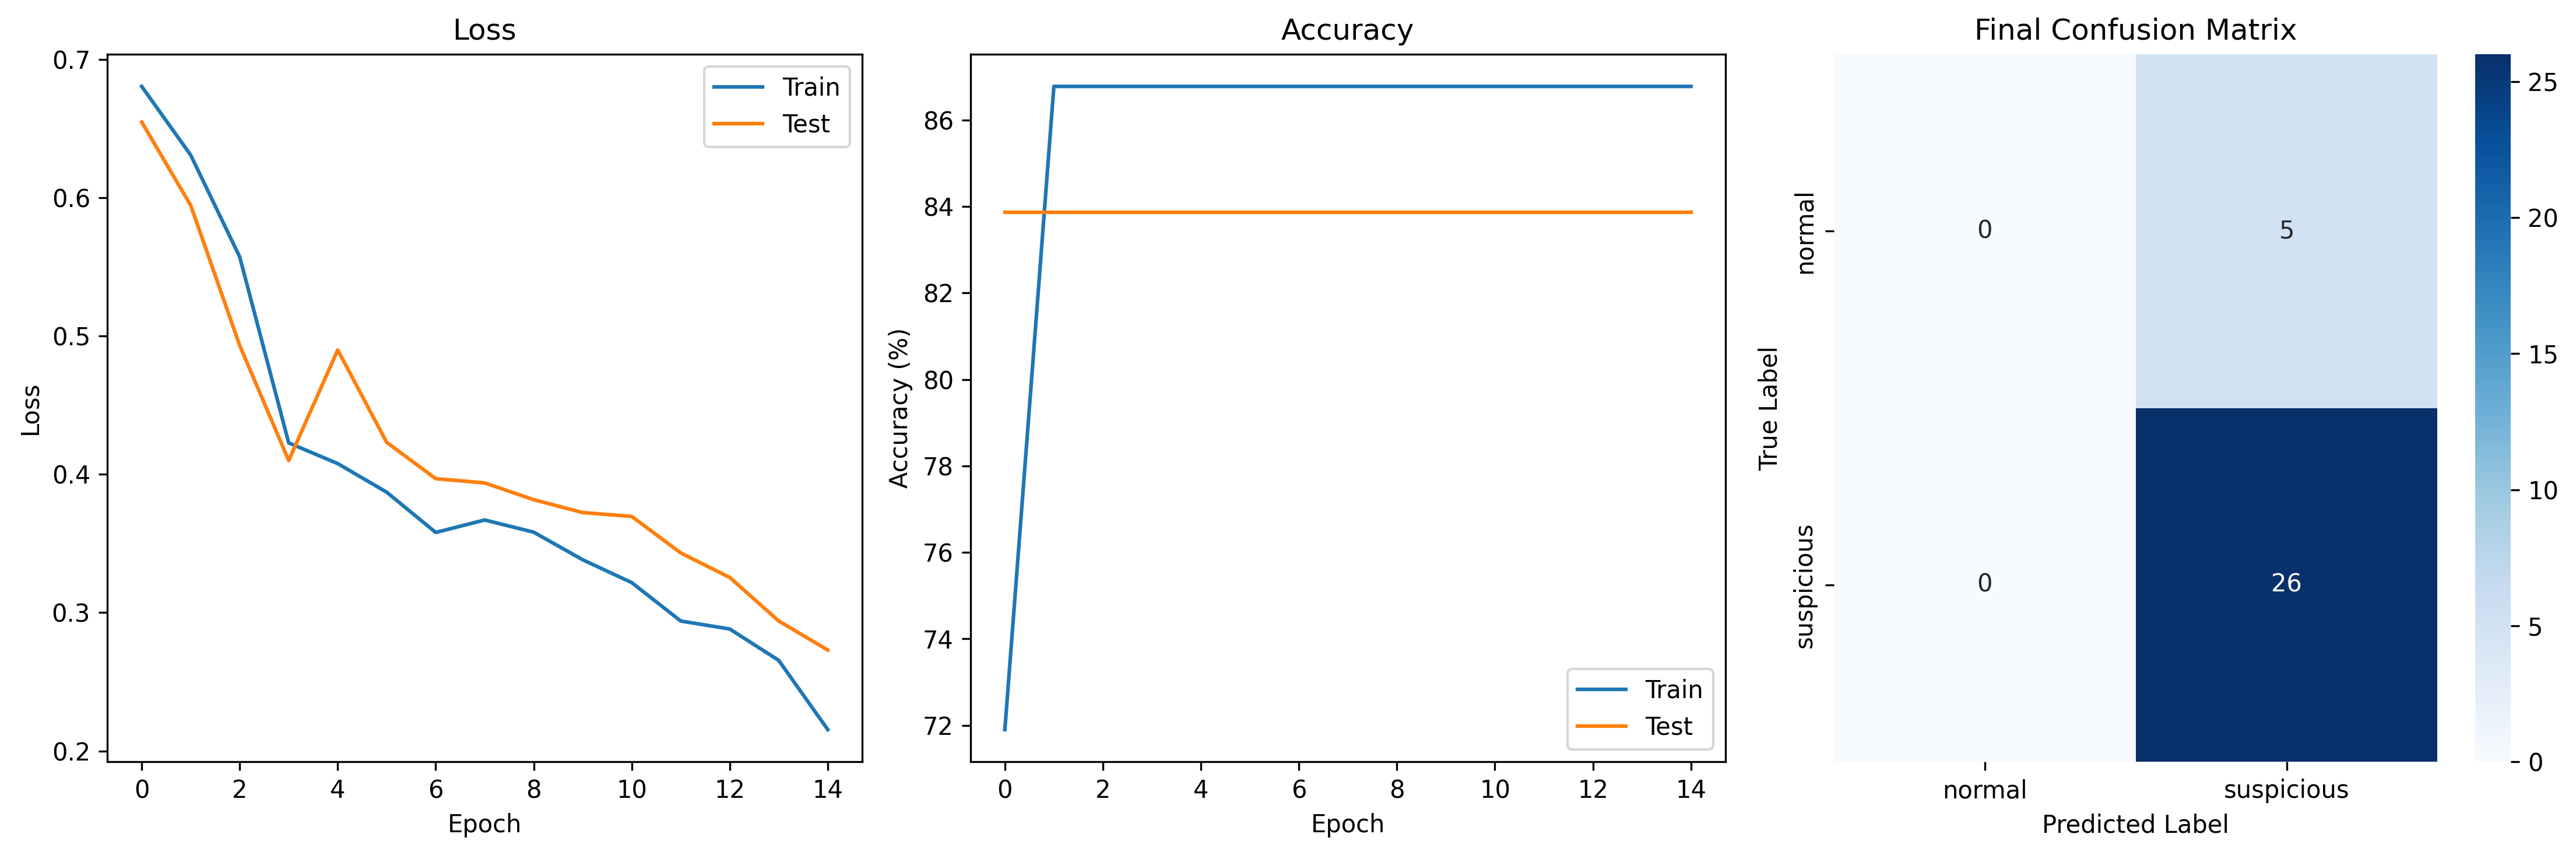 Loss
0.7
0.6
0.5
0.4
0.3
0.2
Loss
0 2 4 6 8 10 12 14
Epoch
Train
Test
Accuracy
86
84
82
80
78
76
74
72
Accuracy (%)
0 2 4 6 8 10 12 14
Epoch
Train
Test
Final Confusion Matrix
True Label
normal
suspicious
0 5
0 26
normal suspicious
Predicted Label
25
20
15
10
5
0